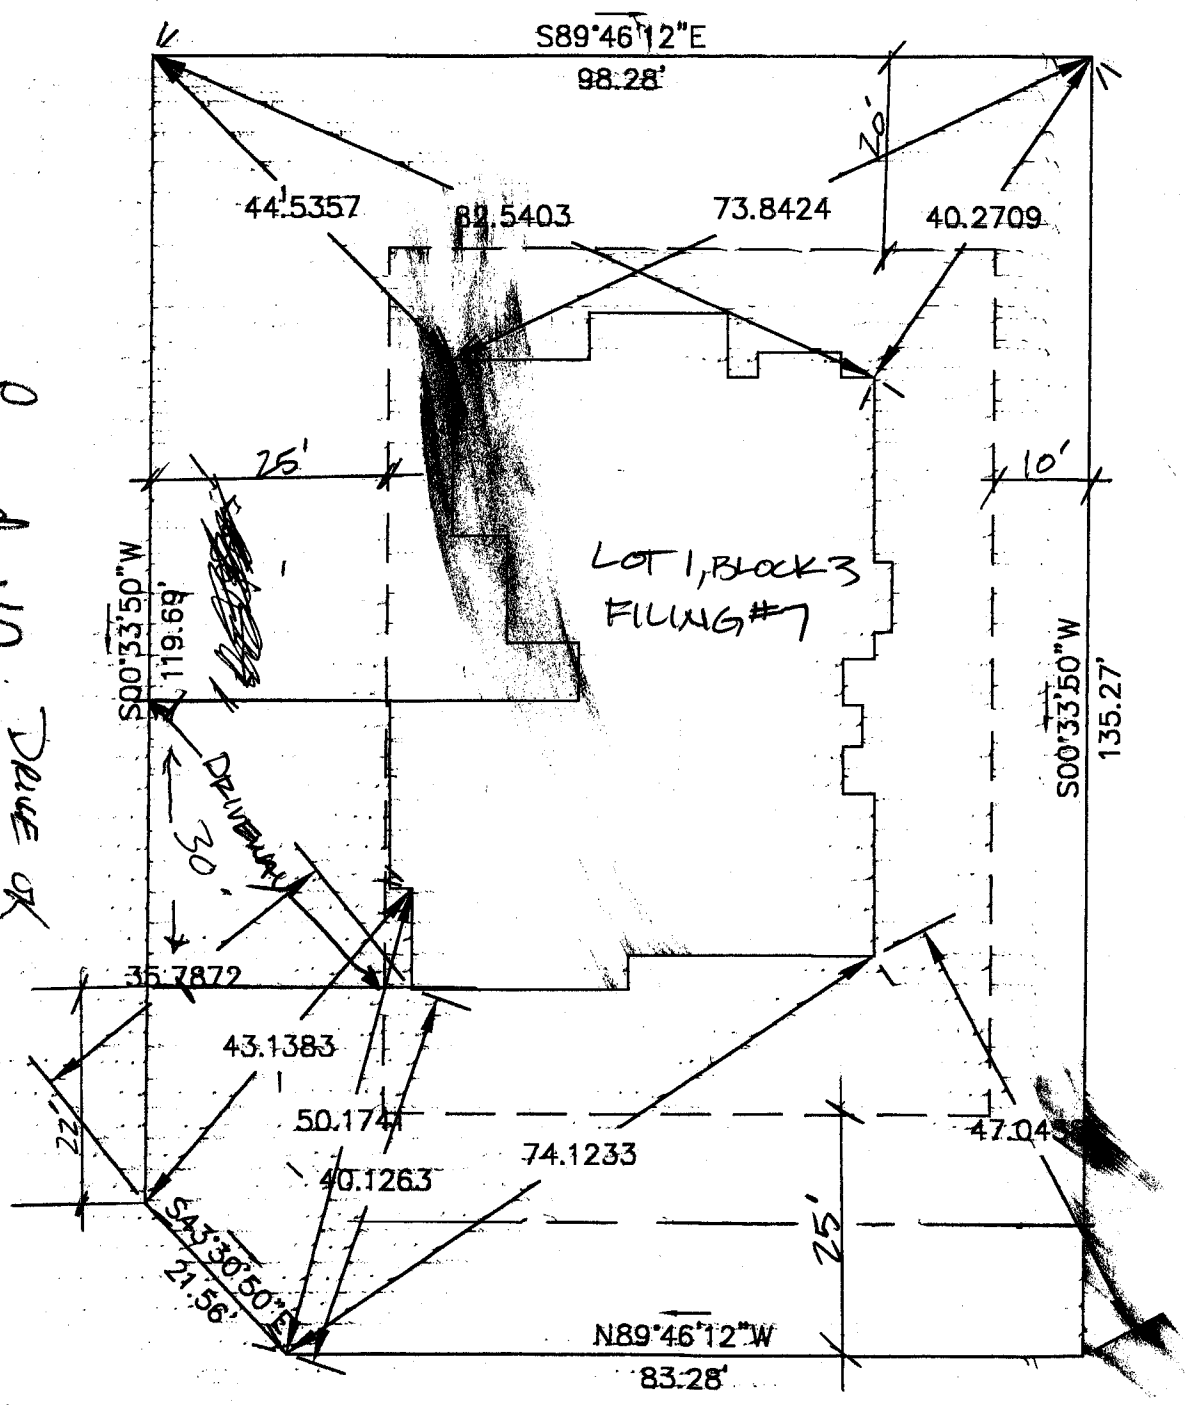 S89°46'12"E
98.28'
20'
44.5357
82.5403
73.8424
40.2709
25'
10'
LOT 1, BLOCK 3
FILING #7
S00°33'50"W
119.69'
S00°33'50"W
135.27'
DRIVEWAY
30'
DRIVE OK
35.7872
43.1383
22'
50.1741
40.1263
74.1233
47.04
25'
S43°30'50"E
21.56'
N89°46'12"W
83.28'